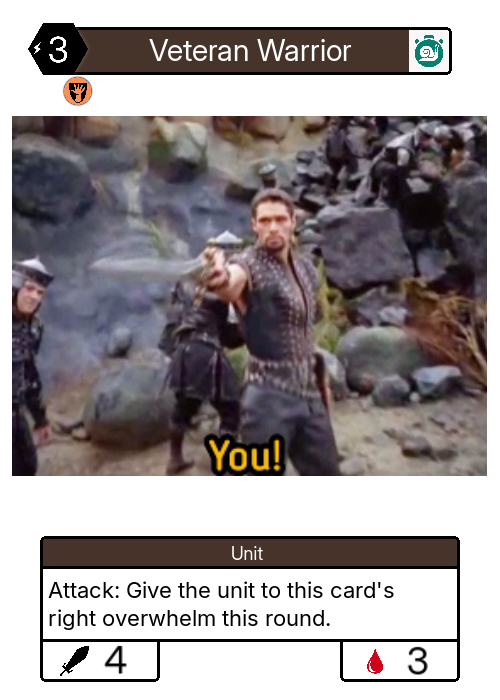 3
Veteran Warrior
You!
Unit
Attack: Give the unit to this card's
right overwhelm this round.
4
3